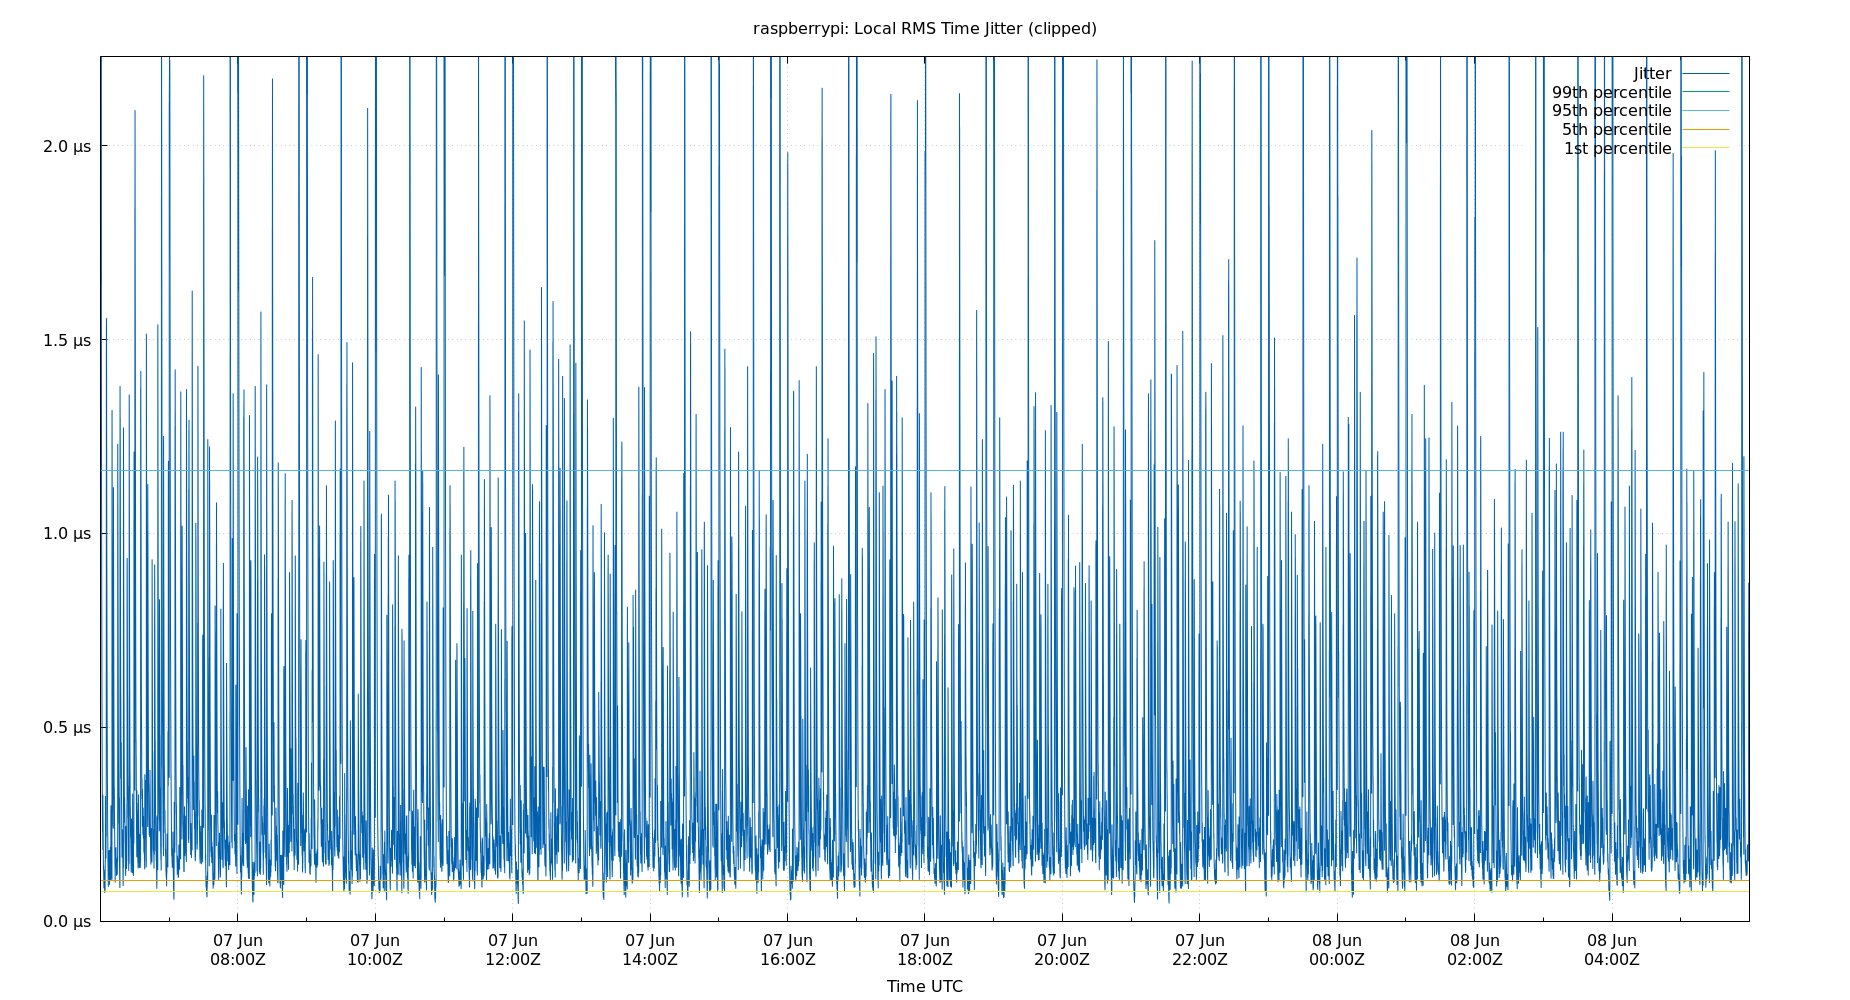 raspberrypi: Local RMS Time Jitter (clipped)
Jitter
99th percentile
95th percentile
5th percentile
1st percentile
2.0 µs
1.5 µs
1.0 µs
0.5 µs
0.0 µs
07 Jun 07 Jun 07 Jun 07 Jun 07 Jun 07 Jun 07 Jun 07 Jun 08 Jun 08 Jun 08 Jun
08:00Z 10:00Z 12:00Z 14:00Z 16:00Z 18:00Z 20:00Z 22:00Z 00:00Z 02:00Z 04:00Z
Time UTC